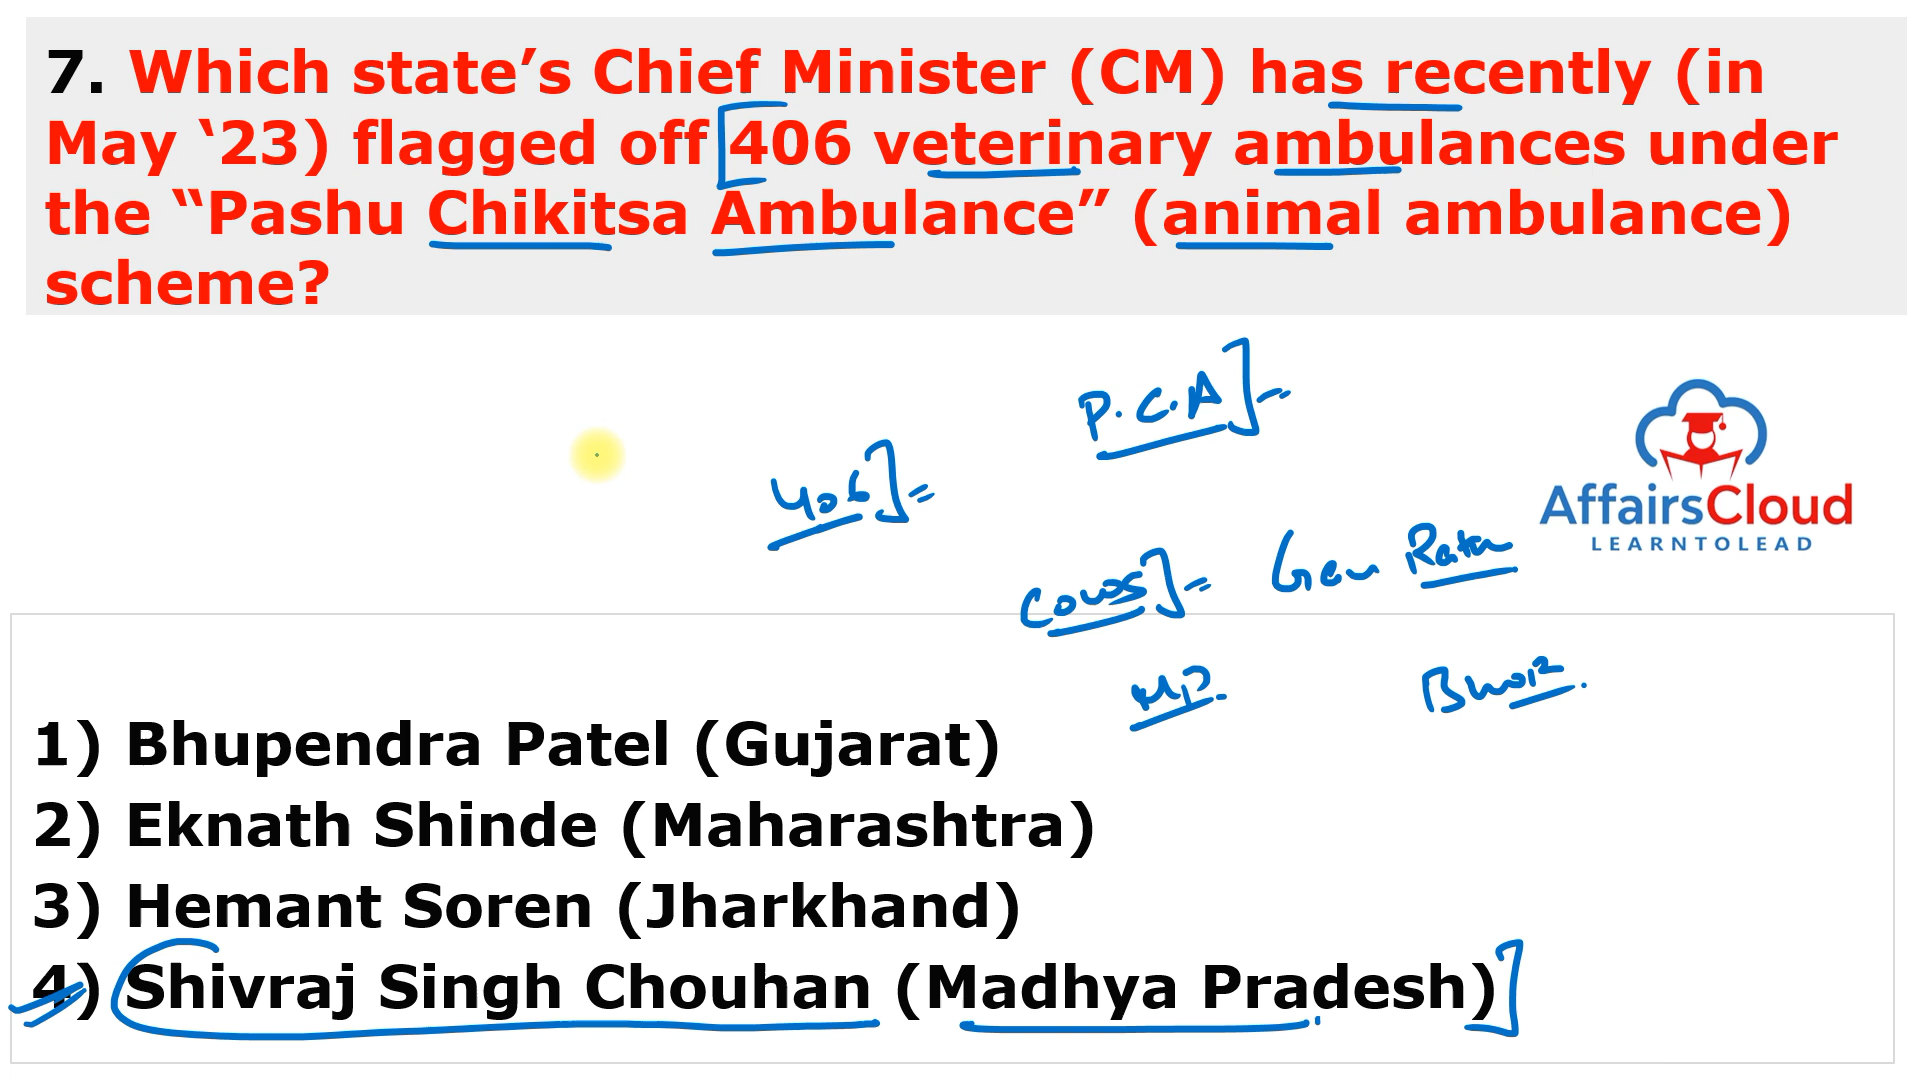 7. Which state’s Chief Minister (CM) has recently (in
May ‘23) flagged off 406 veterinary ambulances under
the “Pashu Chikitsa Ambulance” (animal ambulance)
scheme?
P.C.A] =
406] =
AffairsCloud
LEARNTOLEAD
Cows] =
MP
1) Bhupendra Patel (Gujarat)
2) Eknath Shinde (Maharashtra)
3) Hemant Soren (Jharkhand)
4) Shivraj Singh Chouhan (Madhya Pradesh)